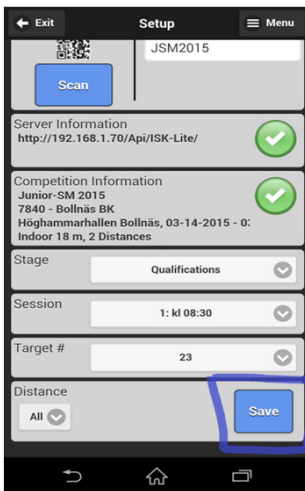 Exit Setup Menu
JSM2015
Scan
Server Information
http://192.168.1.70/Api/ISK-Lite/
Competition Information
Junior-SM 2015
7840 - Bollnäs BK
Höghammarhallen Bollnäs, 03-14-2015 - 0
Indoor 18 m, 2 Distances
Stage
Qualifications
Session
1: kl 08:30
Target #
23
Distance
All
Save